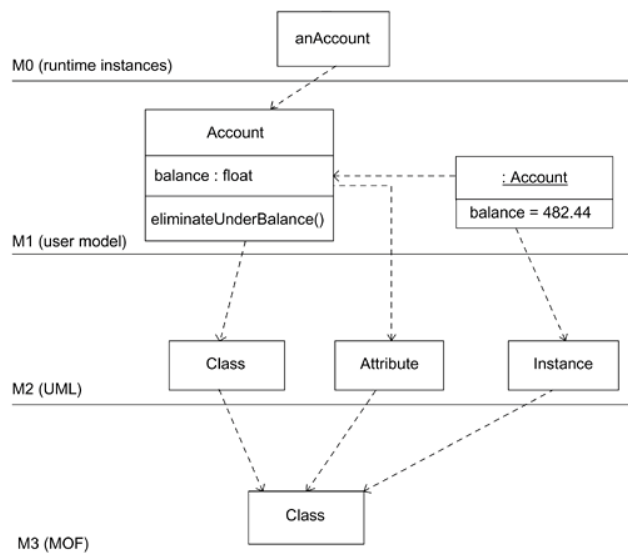 anAccount
M0 (runtime instances)
Account
balance : float
: Account
balance = 482.44
eliminateUnderBalance()
M1 (user model)
Class
Attribute
Instance
M2 (UML)
Class
M3 (MOF)